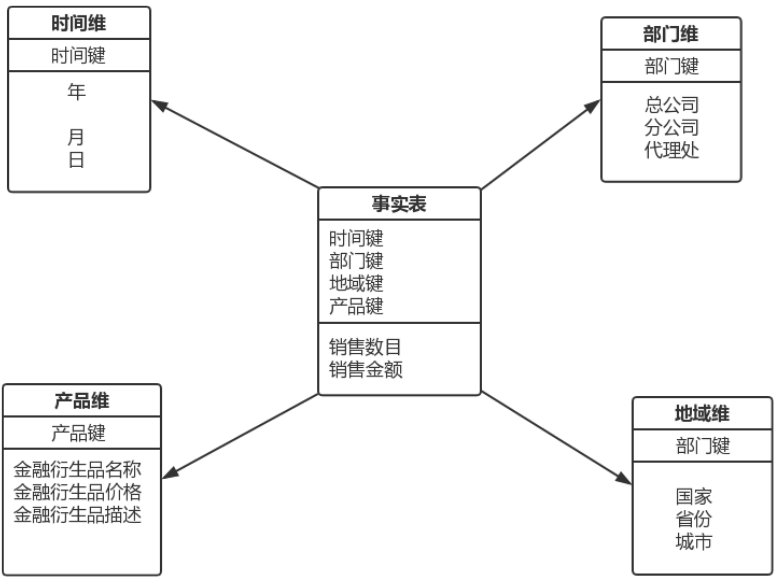 时间维
时间键
年
月
日
部门维
部门键
总公司
分公司
代理处
事实表
时间键
部门键
地域键
产品键
销售数目
销售金额
产品维
产品键
金融衍生品名称
金融衍生品价格
金融衍生品描述
地域维
部门键
国家
省份
城市